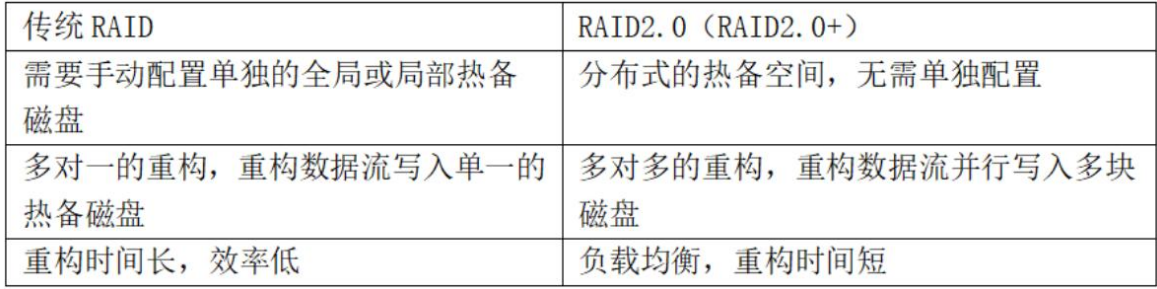 传统 RAID
RAID2.0（RAID2.0+）
需要手动配置单独的全局或局部热备
磁盘
分布式的热备空间，无需单独配置
多对一的重构，重构数据流写入单一的
热备磁盘
多对多的重构，重构数据流并行写入多块
磁盘
重构时间长，效率低
负载均衡，重构时间短